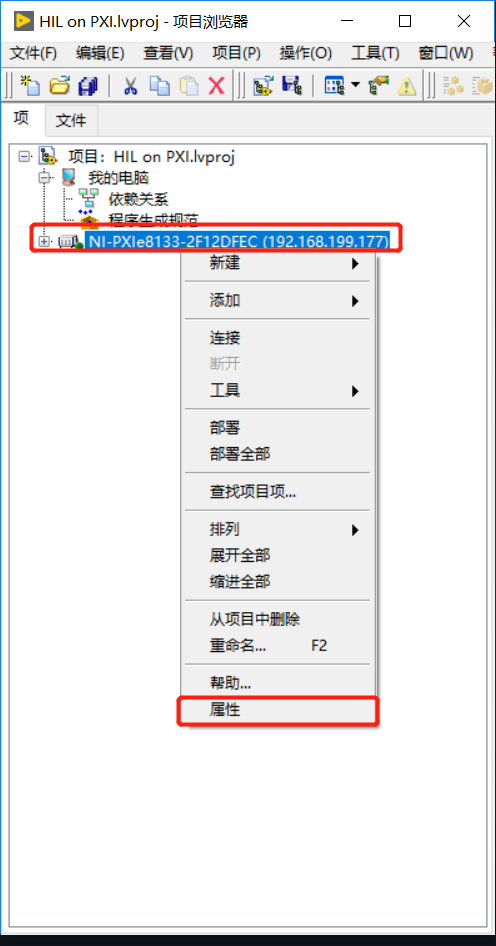 HIL on PXI.lvproj - 项目浏览器
文件(F) 编辑(E) 查看(V) 项目(P) 操作(O) 工具(T) 窗口(W)
项 文件
项目：HIL on PXI.lvproj
我的电脑
依赖关系
程序生成规范
NI-PXIe8133-2F12DFEC (192.168.199.177)
新建
添加
连接
断开
工具
部署
部署全部
查找项目项...
排列
展开全部
缩进全部
从项目中删除
重命名... F2
帮助...
属性